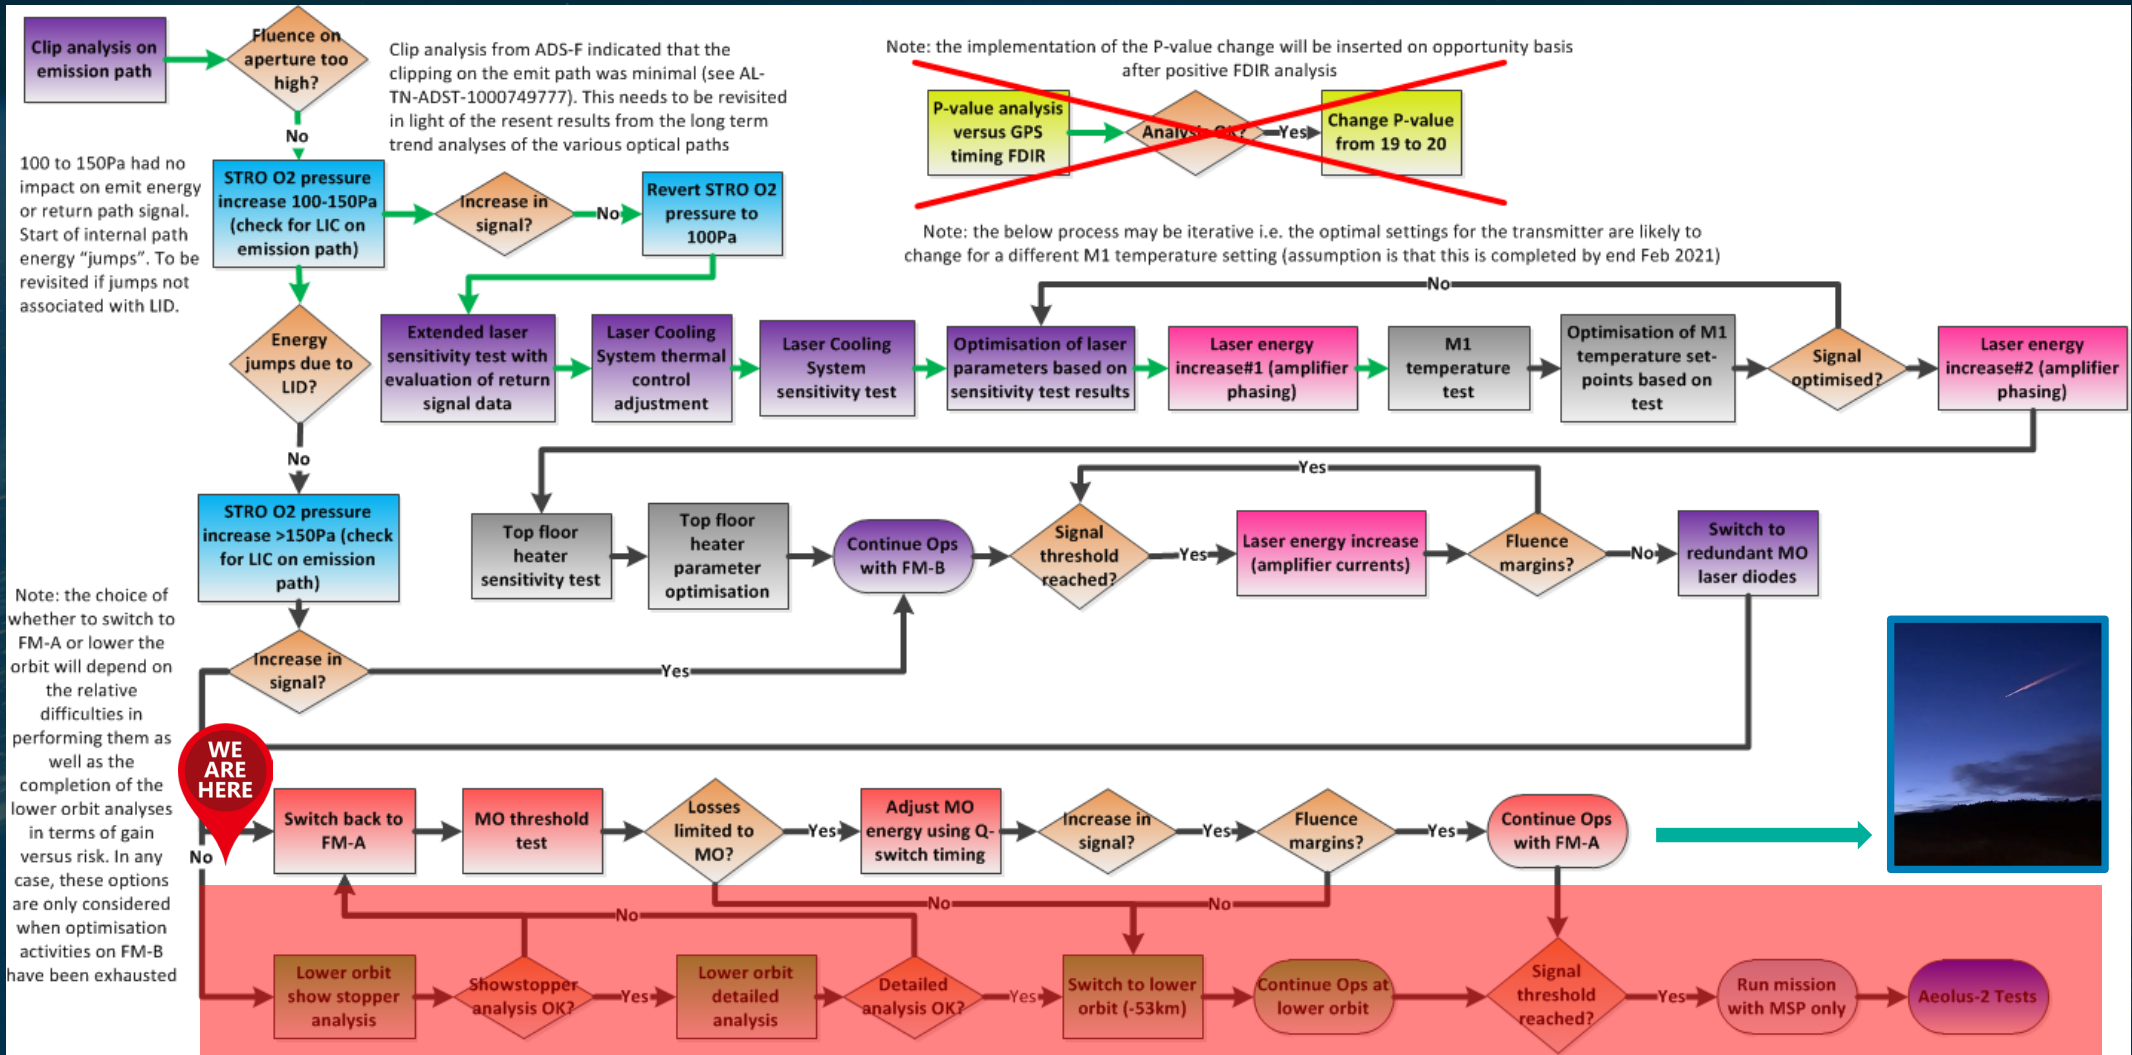 Clip analysis on
emission path
Fluence on
aperture too
high?
No
Clip analysis from ADS-F indicated that the
clipping on the emit path was minimal (see AL-
TN-ADST-1000749777). This needs to be revisited
in light of the resent results from the long term
trend analyses of the various optical paths
Note: the implementation of the P-value change will be inserted on opportunity basis
after positive FDIR analysis
P-value analysis
versus GPS
timing FDIR
Analysis OK?
Yes
Change P-value
from 19 to 20
100 to 150Pa had no
impact on emit energy
or return path signal.
Start of internal path
energy “jumps”. To be
revisited if jumps not
associated with LID.
STRO O2 pressure
increase 100-150Pa
(check for LIC on
emission path)
Increase in
signal?
No
Revert STRO O2
pressure to
100Pa
Note: the below process may be iterative i.e. the optimal settings for the transmitter are likely to
change for a different M1 temperature setting (assumption is that this is completed by end Feb 2021)
No
Energy
jumps due to
LID?
No
Extended laser
sensitivity test with
evaluation of return
signal data
Laser Cooling
System thermal
control
adjustment
Laser Cooling
System
sensitivity test
Optimisation of laser
parameters based on
sensitivity test results
Laser energy
increase#1 (amplifier
phasing)
M1
temperature
test
Optimisation of M1
temperature set-
points based on
test
Signal
optimised?
Laser energy
increase#2 (amplifier
phasing)
STRO O2 pressure
increase >150Pa (check
for LIC on emission
path)
Top floor
heater
sensitivity test
Top floor
heater
parameter
optimisation
Continue Ops
with FM-B
Signal
threshold
reached?
Yes
Yes
Laser energy increase
(amplifier currents)
Fluence
margins?
No
Switch to
redundant MO
laser diodes
Note: the choice of
whether to switch to
FM-A or lower the
orbit will depend on
the relative
difficulties in
performing them as
well as the
completion of the
lower orbit analyses
in terms of gain
versus risk. In any
case, these options
are only considered
when optimisation
activities on FM-B
have been exhausted
Increase in
signal?
Yes
WE
ARE
HERE
No
Switch back to
FM-A
MO threshold
test
Losses
limited to
MO?
Yes
Adjust MO
energy using Q-
switch timing
Increase in
signal?
Yes
Fluence
margins?
Yes
Continue Ops
with FM-A
No
No
No
Lower orbit
show stopper
analysis
Showstopper
analysis OK?
Yes
Lower orbit
detailed
analysis
Detailed
analysis OK?
Yes
Switch to lower
orbit (-53km)
Continue Ops at
lower orbit
Signal
threshold
reached?
Yes
Run mission
with MSP only
Aeolus-2 Tests